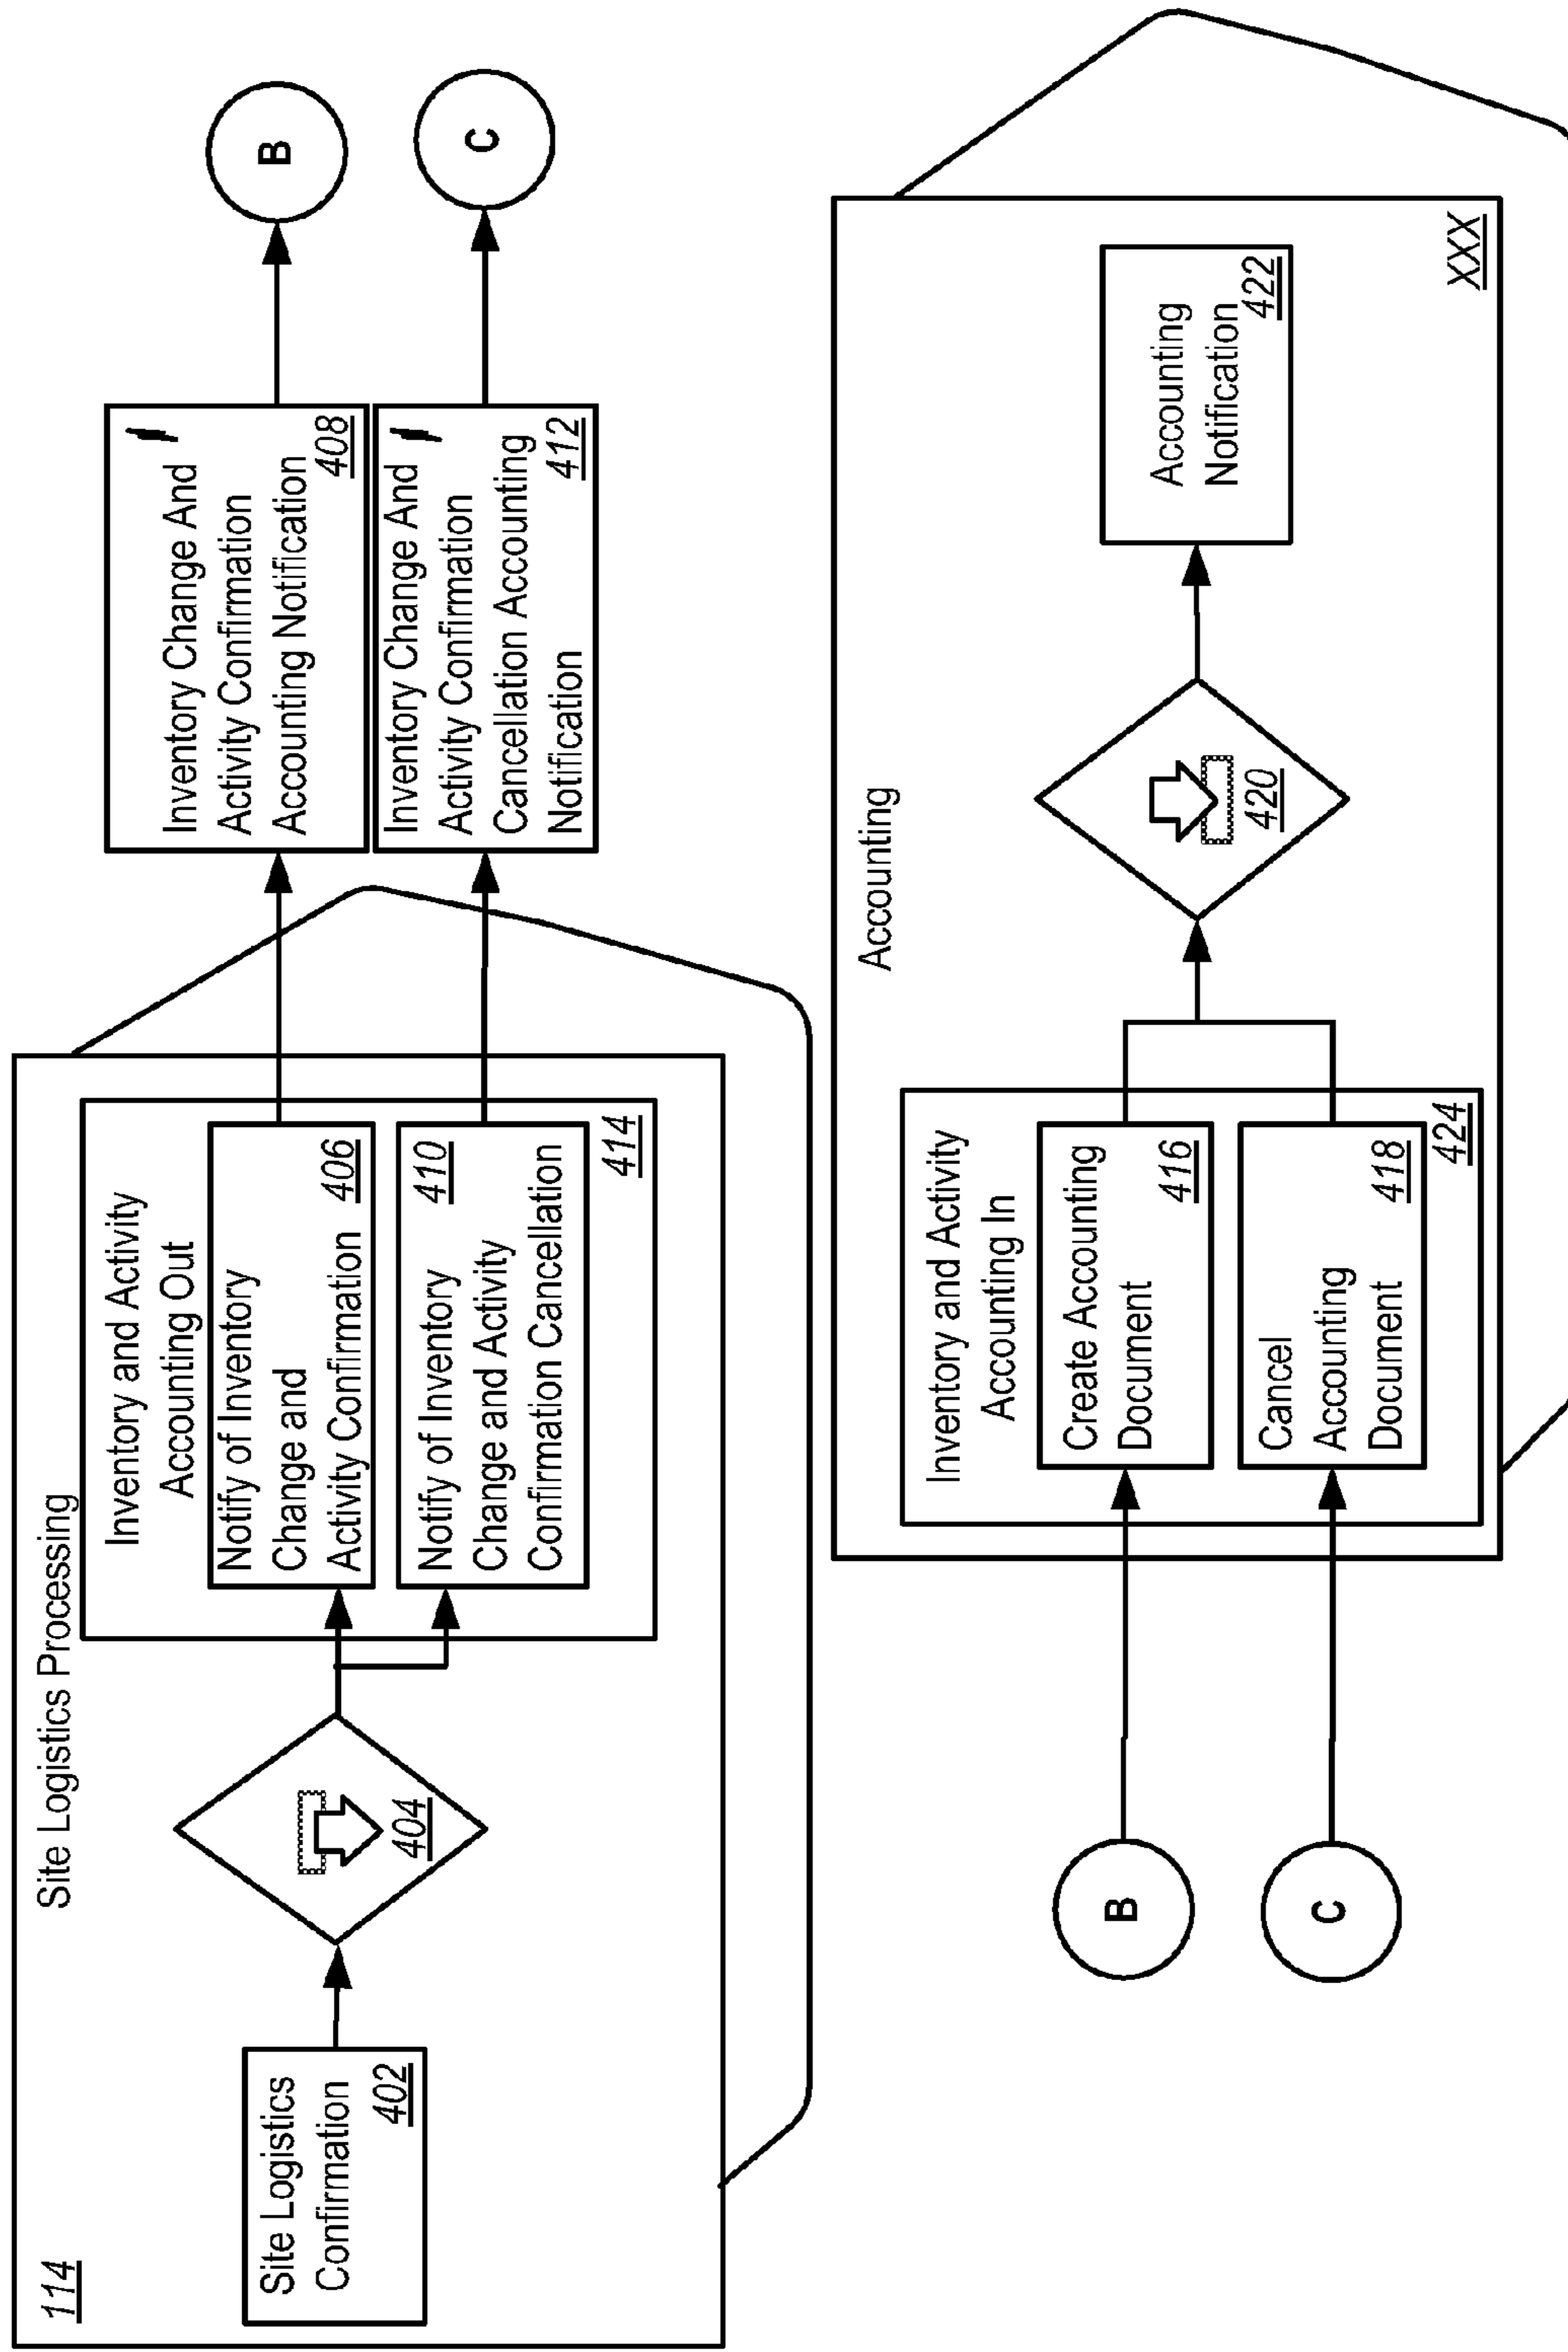 114
Site Logistics Processing
Site Logistics
Confirmation
402
404
Inventory and Activity
Accounting Out
Notify of Inventory
Change and
Activity Confirmation
406
Notify of Inventory
Change and Activity
Confirmation Cancellation
410
414
Inventory Change And
Activity Confirmation
Accounting Notification
408
Inventory Change And
Activity Confirmation
Cancellation Accounting
Notification
412
B
C
B
C
Accounting
Inventory and Activity
Accounting In
Create Accounting
Document
416
Cancel
Accounting
Document
418
424
420
Accounting
Notification
422
XXX